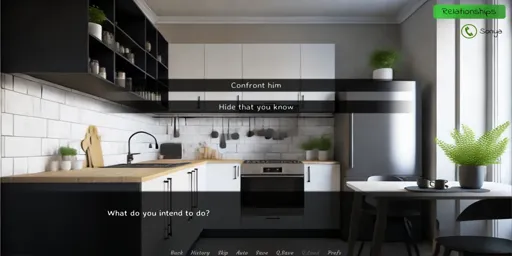 Relationships
Sonya
Confront him
Hide that you know
What do you intend to do?
Back History Skip Auto Save Q.Save Q.Load Prefs